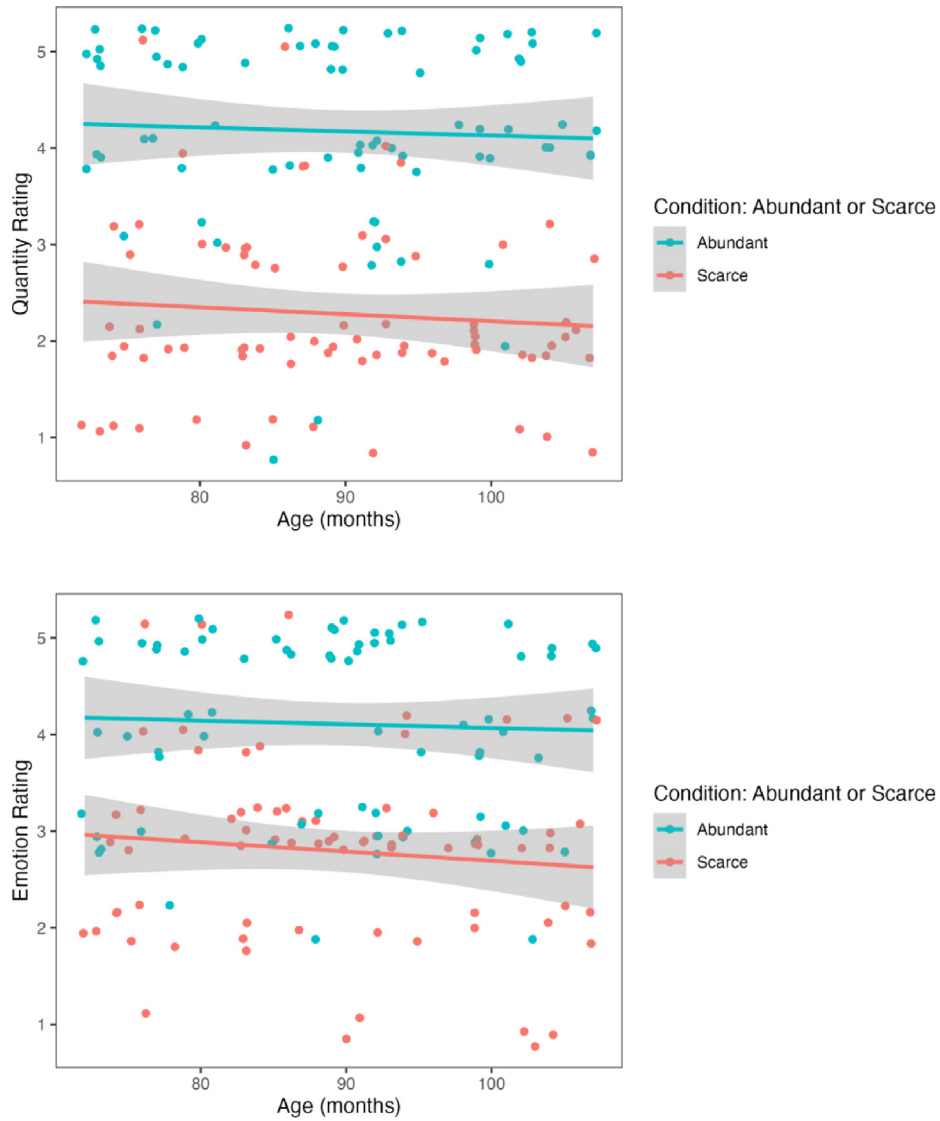 5
4
3
2
1
Quantity Rating
80 90 100
Age (months)
Condition: Abundant or Scarce
Abundant
Scarce
5
4
3
2
1
Emotion Rating
80 90 100
Age (months)
Condition: Abundant or Scarce
Abundant
Scarce